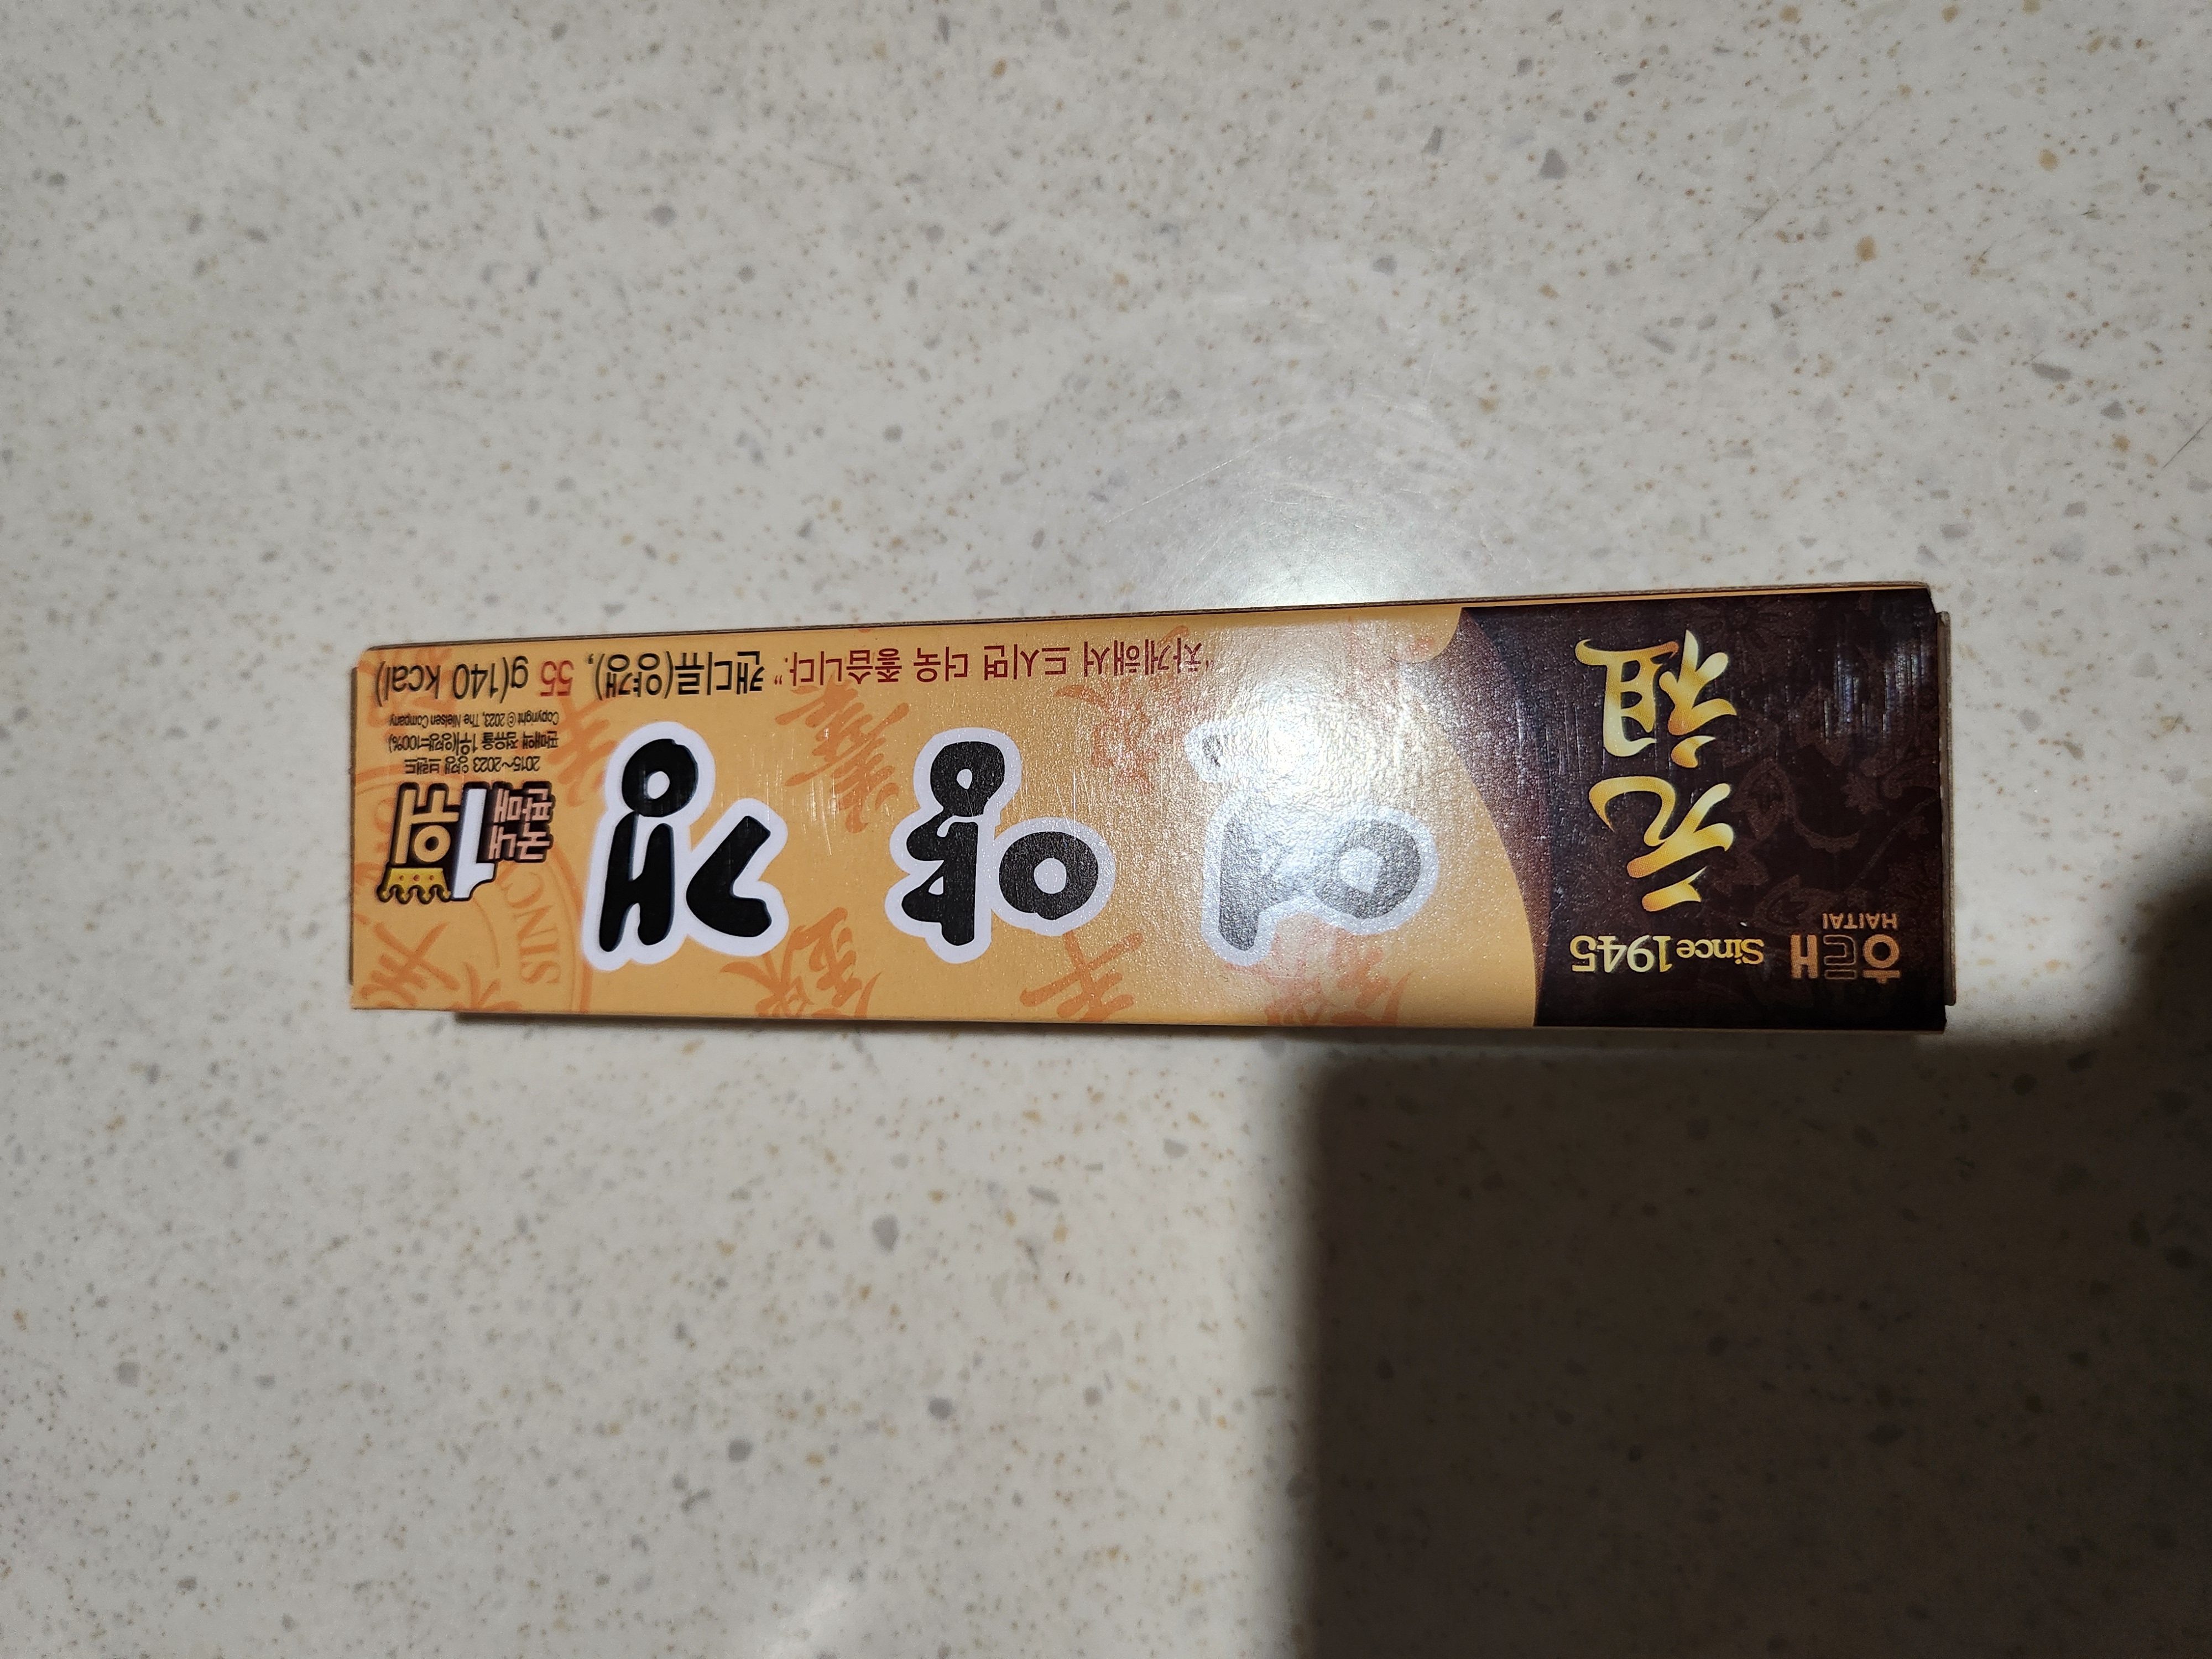 해태 Since 1945
HAITAI
元祖
연양갱
국내
판매 1위
2015~2023 양갱 브랜드
판매액 점유율 1위(양갱=100%)
Copyright © 2023, The Nielsen Company
"차게해서 드시면 더욱 좋습니다." 캔디류(양갱), 55 g(140 kcal)
SINC